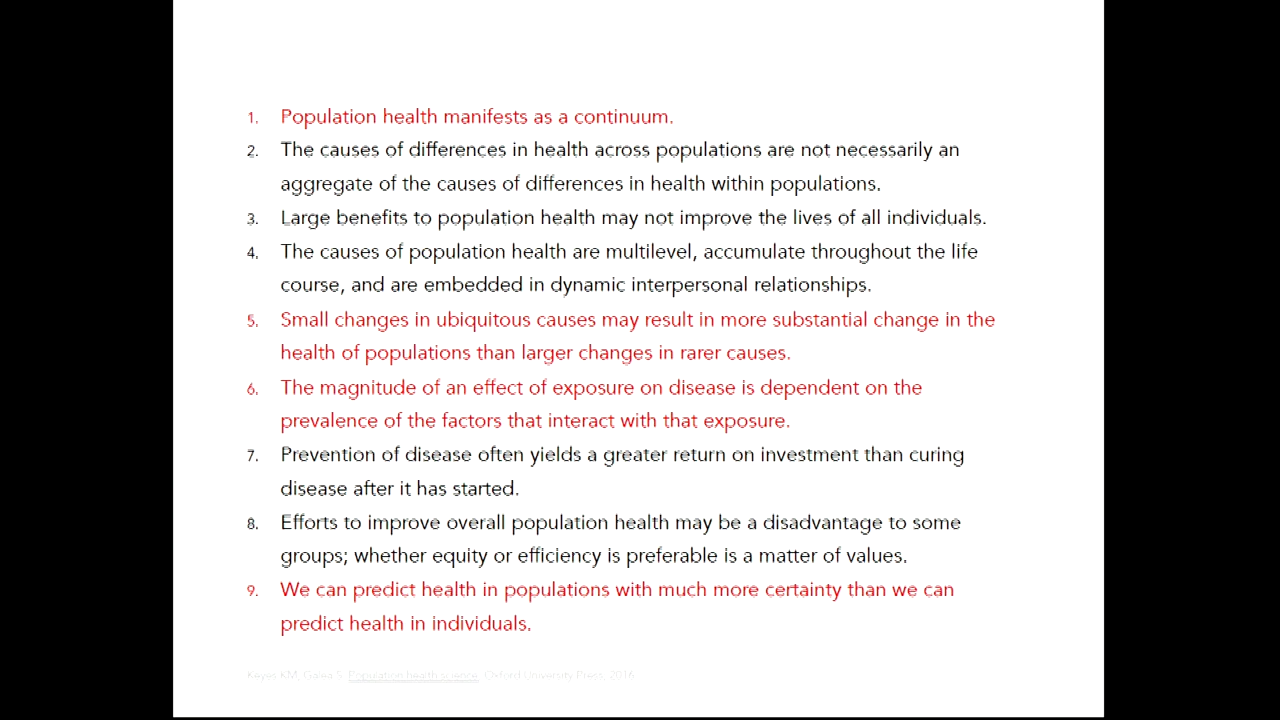 1. Population health manifests as a continuum.
2. The causes of differences in health across populations are not necessarily an
aggregate of the causes of differences in health within populations.
3. Large benefits to population health may not improve the lives of all individuals.
4. The causes of population health are multilevel, accumulate throughout the life
course, and are embedded in dynamic interpersonal relationships.
5. Small changes in ubiquitous causes may result in more substantial change in the
health of populations than larger changes in rarer causes.
6. The magnitude of an effect of exposure on disease is dependent on the
prevalence of the factors that interact with that exposure.
7. Prevention of disease often yields a greater return on investment than curing
disease after it has started.
8. Efforts to improve overall population health may be a disadvantage to some
groups; whether equity or efficiency is preferable is a matter of values.
9. We can predict health in populations with much more certainty than we can
predict health in individuals.
Keyes KM, Galea S. Population health science. Oxford University Press, 2016